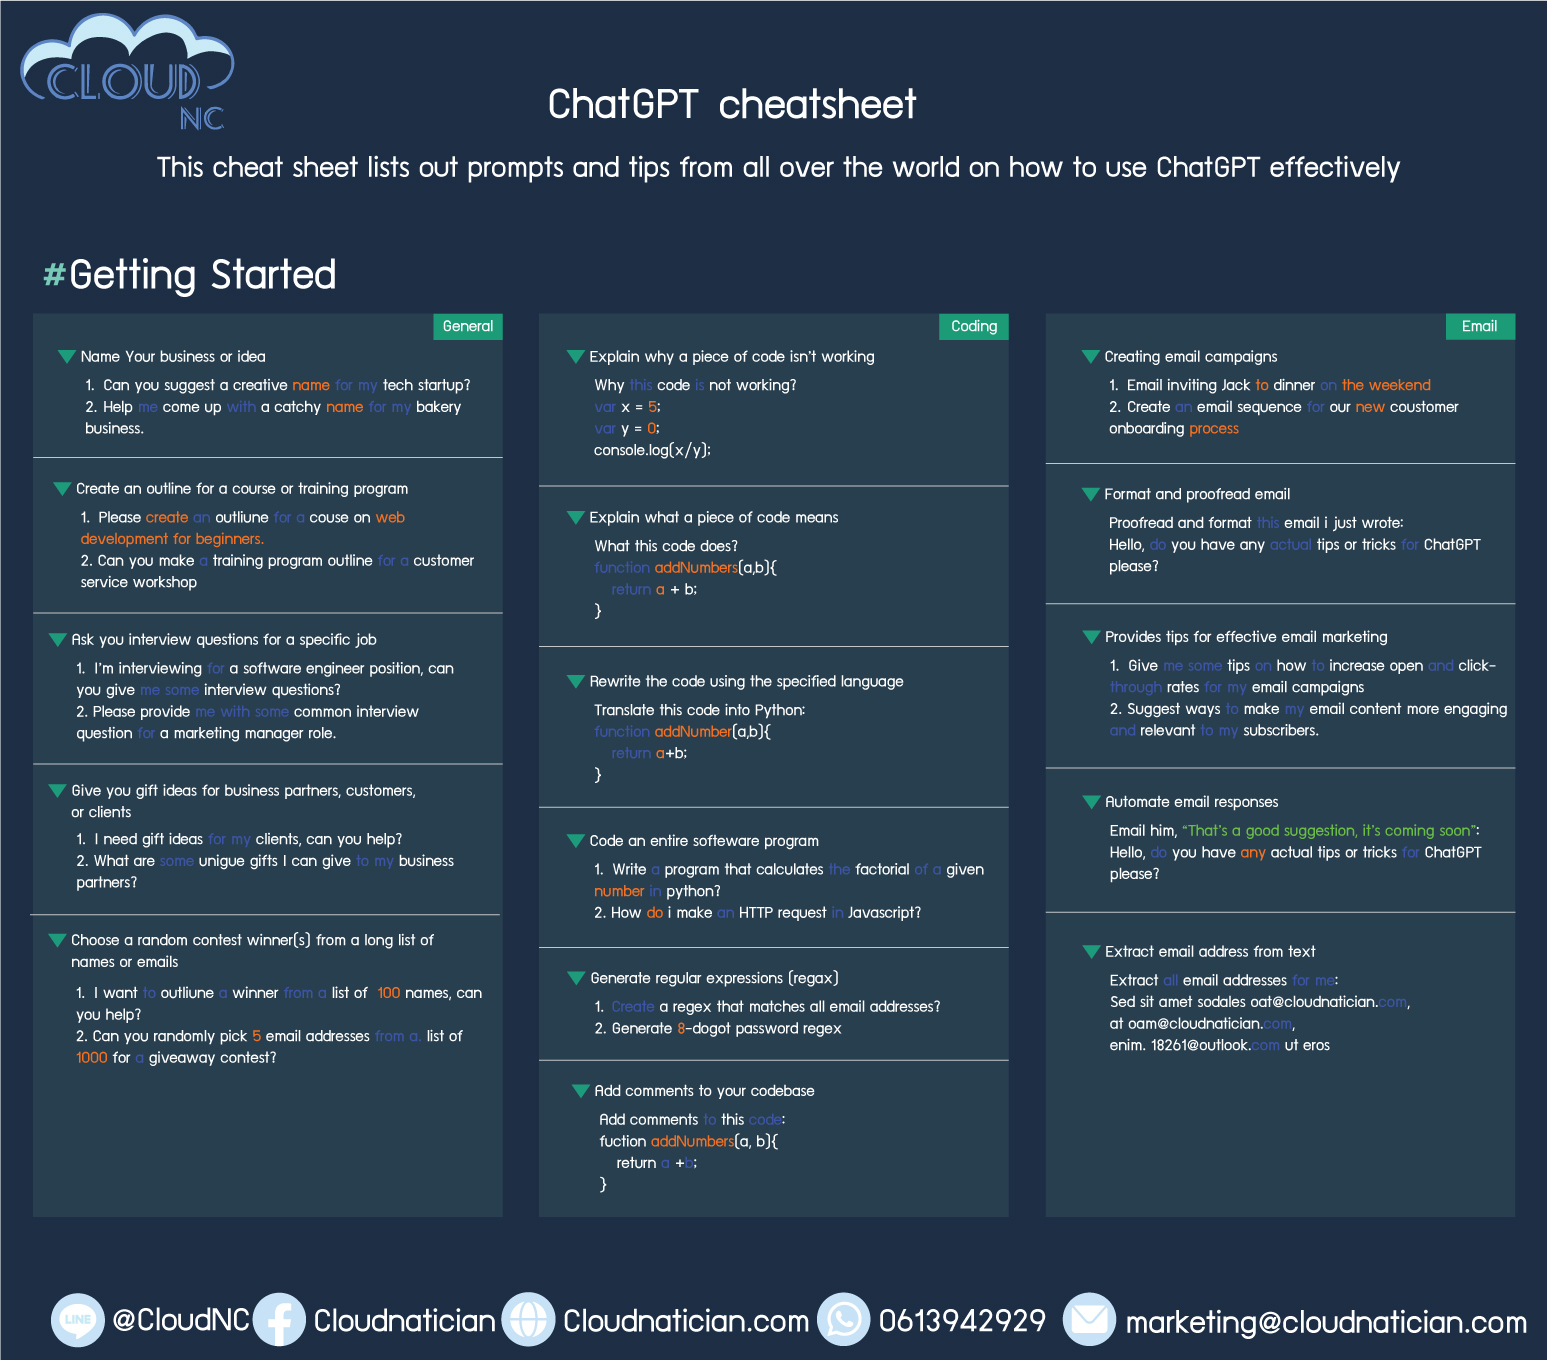 CLOUD
NC
ChatGPT cheatsheet
This cheat sheet lists out prompts and tips from all over the world on how to use ChatGPT effectively
#Getting Started
General
Name Your business or idea
1. Can you suggest a creative name for my tech startup?
2. Help me come up with a catchy name for my bakery
business.
Create an outline for a course or training program
1. Please create an outliune for a couse on web
development for beginners.
2. Can you make a training program outline for a customer
service workshop
Ask you interview questions for a specific job
1. I'm interviewing for a software engineer position, can
you give me some interview questions?
2. Please provide me with some common interview
question for a marketing manager role.
Give you gift ideas for business partners, customers,
or clients
1. I need gift ideas for my clients, can you help?
2. What are some unigue gifts I can give to my business
partners?
Choose a random contest winner(s) from a long list of
names or emails
1. I want to outliune a winner from a list of 100 names, can
you help?
2. Can you randomly pick 5 email addresses from a. list of
1000 for a giveaway contest?
Coding
Explain why a piece of code isn't working
Why this code is not working?
var x = 5;
var y = 0;
console.log(x/y);
Explain what a piece of code means
What this code does?
function addNumbers(a,b){
return a + b;
}
Rewrite the code using the specified language
Translate this code into Python:
function addNumber(a,b){
return a+b;
}
Code an entire softeware program
1. Write a program that calculates the factorial of a given
number in python?
2. How do i make an HTTP request in Javascript?
Generate regular expressions (regax)
1. Create a regex that matches all email addresses?
2. Generate 8-dogot password regex
Add comments to your codebase
Add comments to this code:
fuction addNumbers(a, b){
return a +b;
}
Email
Creating email campaigns
1. Email inviting Jack to dinner on the weekend
2. Create an email sequence for our new coustomer
onboarding process
Format and proofread email
Proofread and format this email i just wrote:
Hello, do you have any actual tips or tricks for ChatGPT
please?
Provides tips for effective email marketing
1. Give me some tips on how to increase open and click-
through rates for my email campaigns
2. Suggest ways to make my email content more engaging
and relevant to my subscribers.
Automate email responses
Email him, "That's a good suggestion, it's coming soon":
Hello, do you have any actual tips or tricks for ChatGPT
please?
Extract email address from text
Extract all email addresses for me:
Sed sit amet sodales oat@cloudnatician.com,
at oam@cloudnatician.com,
enim. 18261@outlook.com ut eros
LINE @CloudNC Cloudnatician Cloudnatician.com 0613942929 marketing@cloudnatician.com